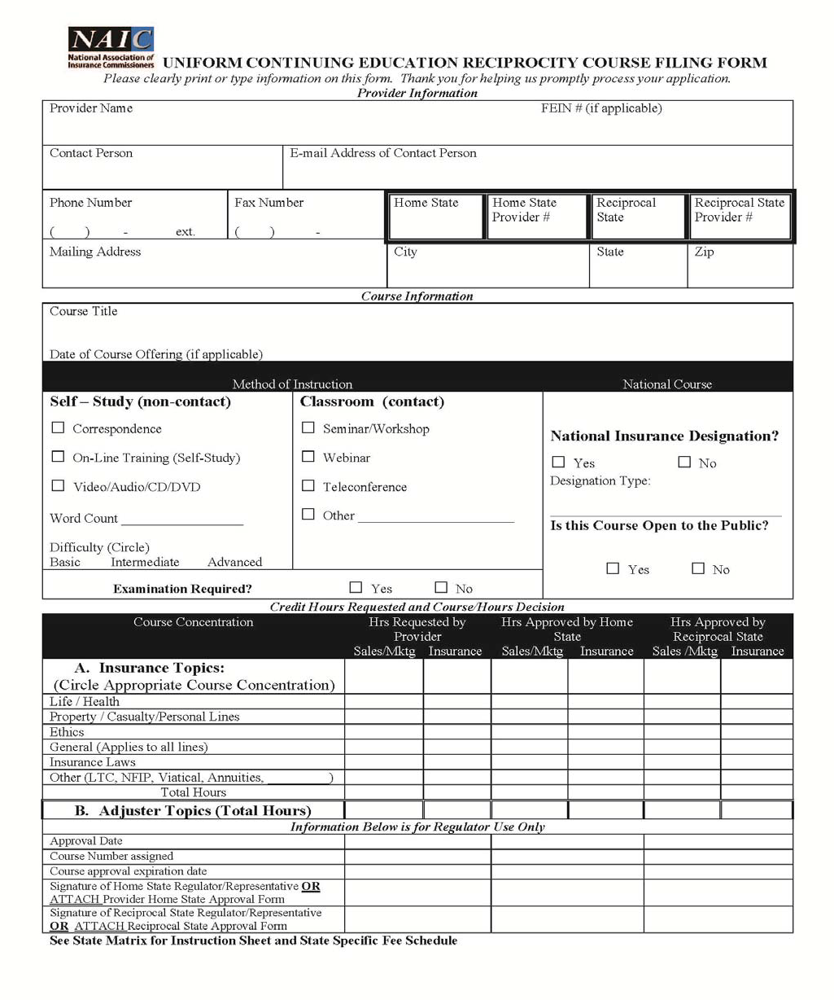 NAIC
National Association of
Insurance Commissioners
UNIFORM CONTINUING EDUCATION RECIPROCITY COURSE FILING FORM
Please clearly print or type information on this form. Thank you for helping us promptly process your application.
Provider Information
Provider Name FEIN # (if applicable)
Contact Person E-mail Address of Contact Person
Phone Number Fax Number Home State Home State Reciprocal Reciprocal State
Provider # State Provider #
( ) - ext. ( ) -
Mailing Address City State Zip
Course Information
Course Title
Date of Course Offering (if applicable)
Method of Instruction National Course
Self – Study (non-contact) Classroom (contact)
☐ Correspondence ☐ Seminar/Workshop
National Insurance Designation?
☐ On-Line Training (Self-Study) ☐ Webinar
☐ Yes ☐ No
Designation Type:
☐ Video/Audio/CD/DVD ☐ Teleconference
Word Count __________________ ☐ Other _______________________
__________________________________
Is this Course Open to the Public?
Difficulty (Circle)
Basic Intermediate Advanced
☐ Yes ☐ No
Examination Required? ☐ Yes ☐ No
Credit Hours Requested and Course/Hours Decision
Course Concentration Hrs Requested by Hrs Approved by Home Hrs Approved by
Provider State Reciprocal State
Sales/Mktg Insurance Sales/Mktg Insurance Sales /Mktg Insurance
A. Insurance Topics:
(Circle Appropriate Course Concentration)
Life / Health
Property / Casualty/Personal Lines
Ethics
General (Applies to all lines)
Insurance Laws
Other (LTC, NFIP, Viatical, Annuities, _________)
Total Hours
B. Adjuster Topics (Total Hours)
Information Below is for Regulator Use Only
Approval Date
Course Number assigned
Course approval expiration date
Signature of Home State Regulator/Representative OR
ATTACH Provider Home State Approval Form
Signature of Reciprocal State Regulator/Representative
OR ATTACH Reciprocal State Approval Form
See State Matrix for Instruction Sheet and State Specific Fee Schedule